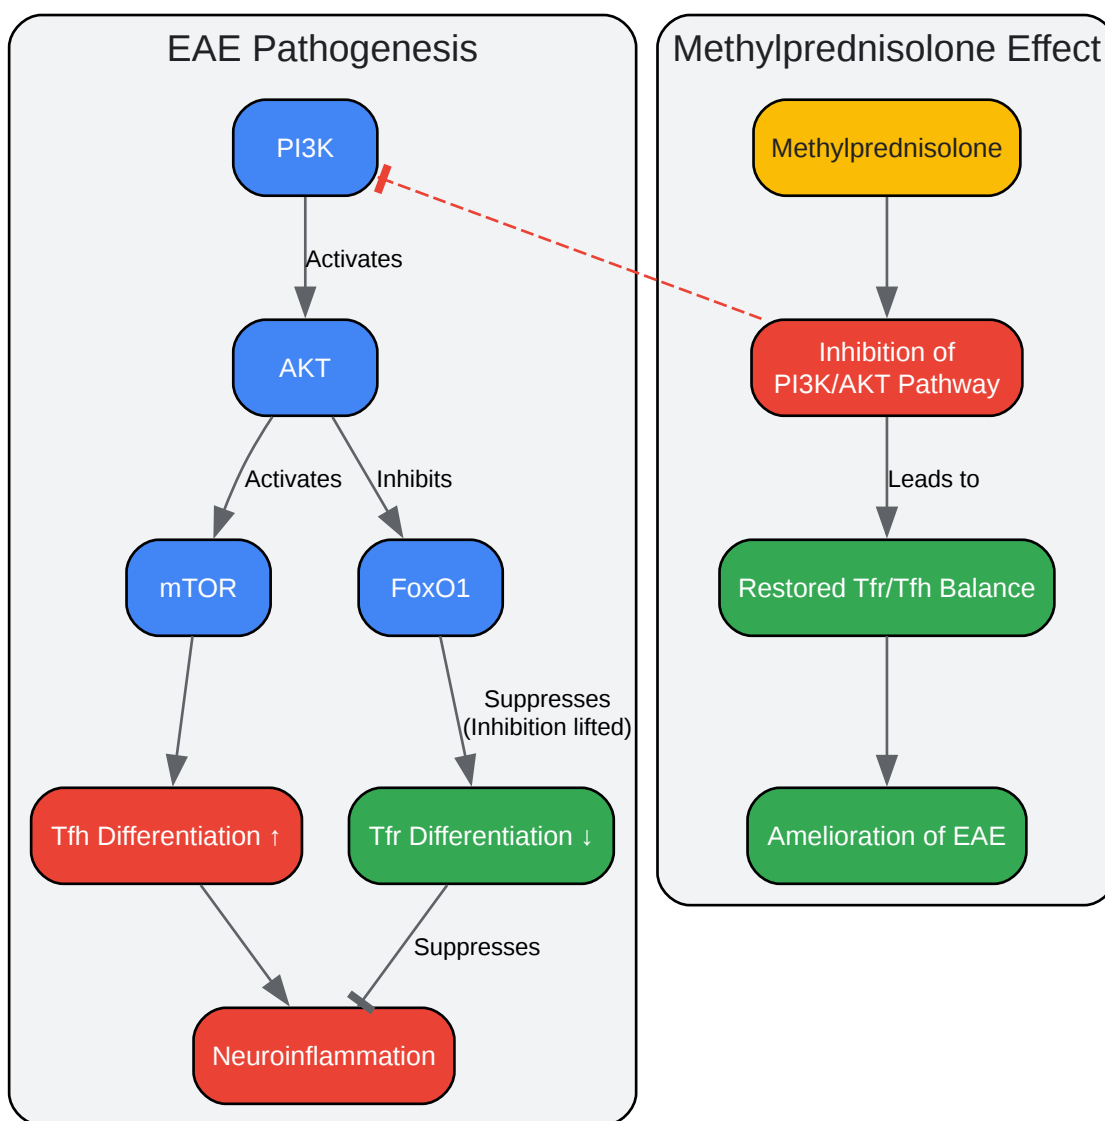 EAE Pathogenesis
PI3K
Activates
AKT
Activates
Inhibits
mTOR
FoxO1
Suppresses
(Inhibition lifted)
Tfh Differentiation ↑
Tfr Differentiation ↓
Suppresses
Neuroinflammation
Methylprednisolone Effect
Methylprednisolone
Inhibition of
PI3K/AKT Pathway
Leads to
Restored Tfr/Tfh Balance
Amelioration of EAE